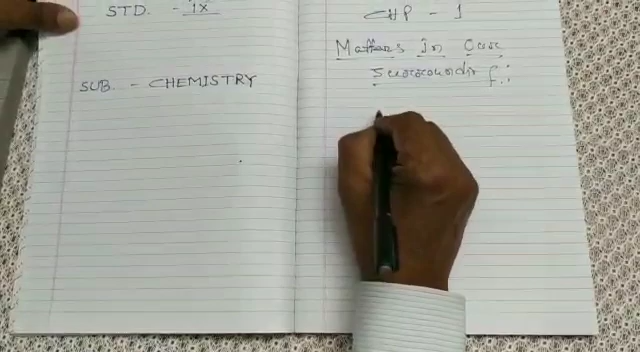 STD. - IX
SUB. - CHEMISTRY
CHP - 1
Matters in Our